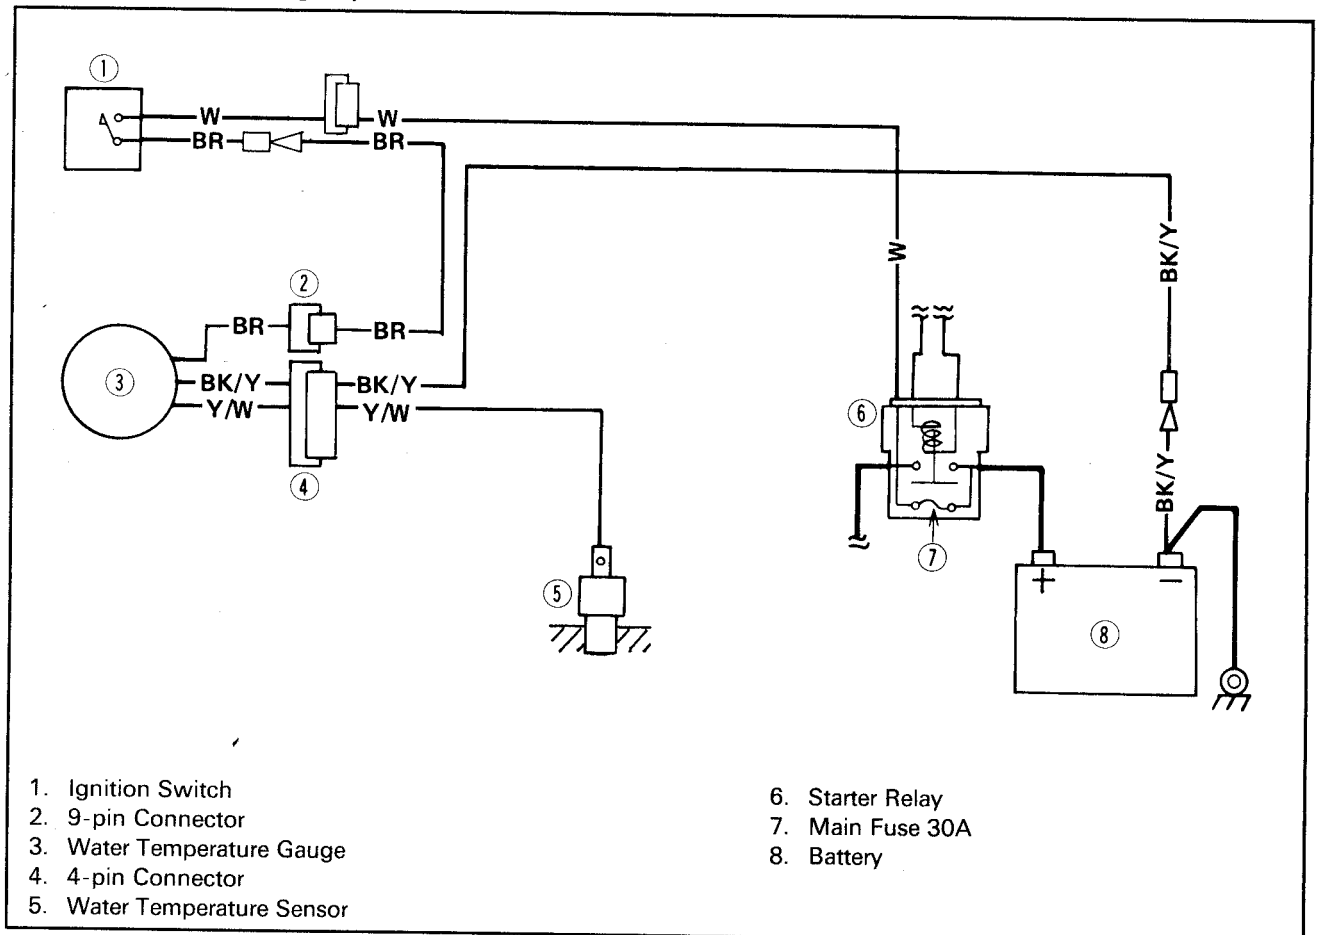 1
W
W
BR
BR
BK/Y
W
2
BR
BR
3
BK/Y
BK/Y
Y/W
Y/W
6
BK/Y
4
7
5
+
−
8
1. Ignition Switch
2. 9-pin Connector
3. Water Temperature Gauge
4. 4-pin Connector
5. Water Temperature Sensor
6. Starter Relay
7. Main Fuse 30A
8. Battery